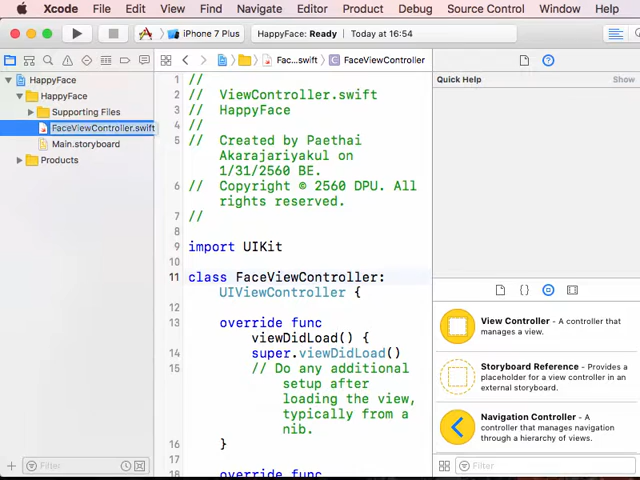 Xcode File Edit View Find Navigate Editor Product Debug Source Control Window Help
iPhone 7 Plus HappyFace: Ready Today at 16:54
Fac...swift FaceViewController
HappyFace
HappyFace
Supporting Files
FaceViewController.swift
Main.storyboard
Products
1 //
2 // ViewController.swift
3 // HappyFace
4 //
5 // Created by Paethai
Akarajariyakul on
1/31/2560 BE.
6 // Copyright © 2560 DPU. All
rights reserved.
7 //
8
9 import UIKit
10
11 class FaceViewController:
UIViewController {
12
13 override func
viewDidLoad() {
14 super.viewDidLoad()
15 // Do any additional
setup after
loading the view,
typically from a
nib.
16 }
17
18 override func
Quick Help Show
{}
View Controller - A controller that
manages a view.
Storyboard Reference - Provides a
placeholder for a view controller in an
external storyboard.
Navigation Controller - A
controller that manages navigation
through a hierarchy of views.
Filter
Filter